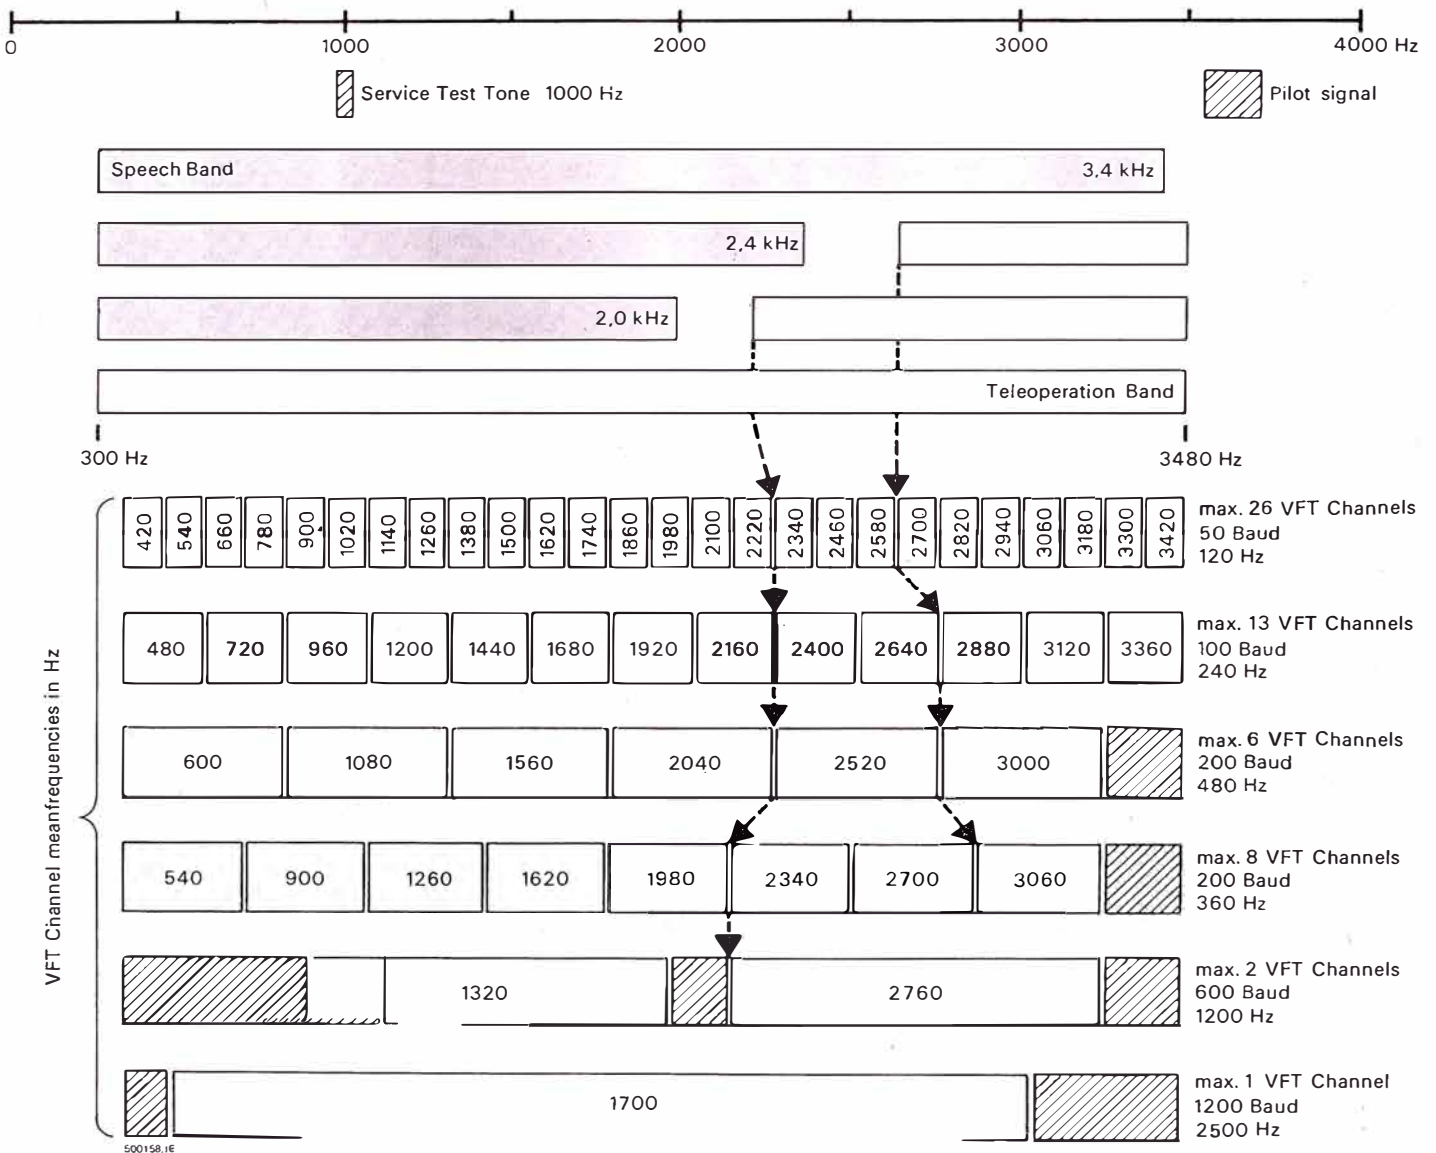 0 1000 2000 3000 4000 Hz
Service Test Tone 1000 Hz
Pilot signal
Speech Band 3,4 kHz
2,4 kHz
2,0 kHz
Teleoperation Band
300 Hz 3480 Hz
VFT Channel meanfrequencies in Hz
420 540 660 780 900 1020 1140 1260 1380 1500 1620 1740 1860 1980 2100 2220 2340 2460 2580 2700 2820 2940 3060 3180 3300 3420
max. 26 VFT Channels
50 Baud
120 Hz
480 720 960 1200 1440 1680 1920 2160 2400 2640 2880 3120 3360
max. 13 VFT Channels
100 Baud
240 Hz
600 1080 1560 2040 2520 3000
max. 6 VFT Channels
200 Baud
480 Hz
540 900 1260 1620 1980 2340 2700 3060
max. 8 VFT Channels
200 Baud
360 Hz
1320 2760
max. 2 VFT Channels
600 Baud
1200 Hz
1700
max. 1 VFT Channel
1200 Baud
2500 Hz
500158.1E